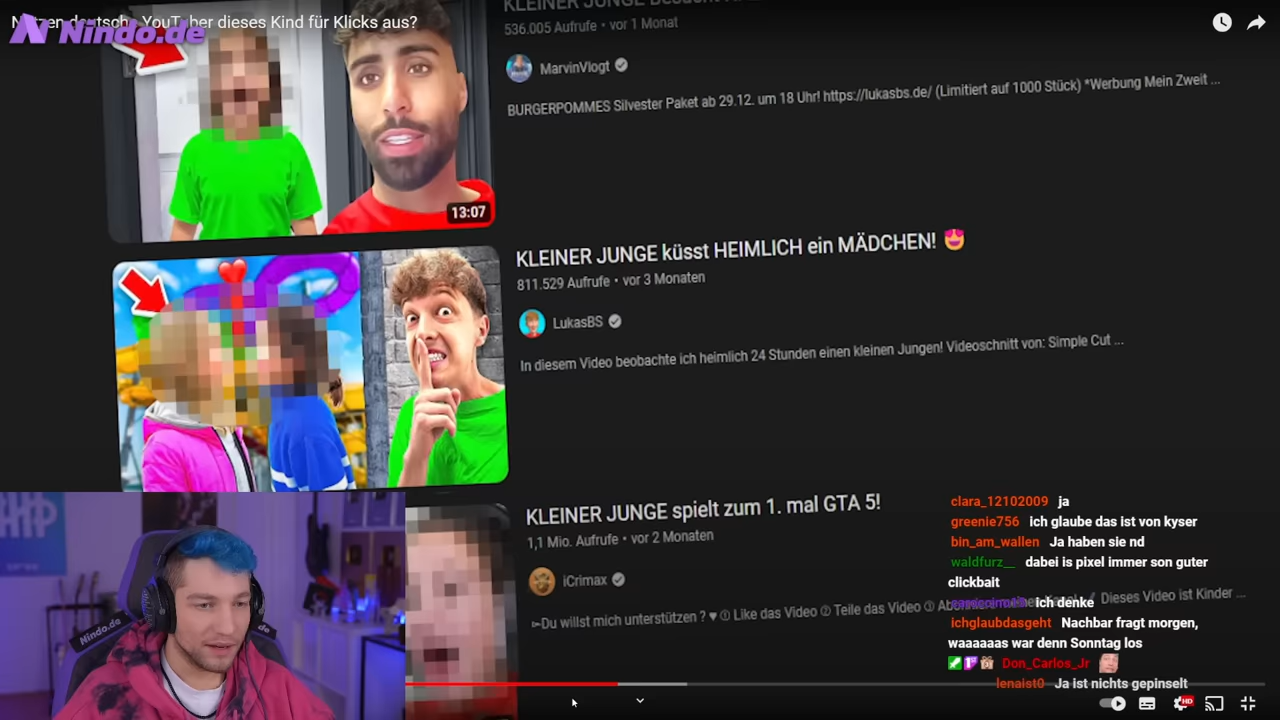 Nutzen deutsche YouTuber dieses Kind für Klicks aus?
Nindo.de
536.005 Aufrufe • vor 1 Monat
MarvinVlogt
BURGERPOMMES Silvester Paket ab 29.12. um 18 Uhr! https://lukasbs.de/ (Limitiert auf 1000 Stück) *Werbung Mein Zweit ...
13:07
KLEINER JUNGE küsst HEIMLICH ein MÄDCHEN! 😍
811.529 Aufrufe • vor 3 Monaten
LukasBS
In diesem Video beobachte ich heimlich 24 Stunden einen kleinen Jungen! Videoschnitt von: Simple Cut ...
KLEINER JUNGE spielt zum 1. mal GTA 5!
1,1 Mio. Aufrufe • vor 2 Monaten
iCrimax
➳Du willst mich unterstützen ? ♥ ① Like das Video ② Teile das Video ③ Dieses Video ist Kinder ...
clara_12102009 ja
greenie756 ich glaube das ist von kyser
bin_am_wallen Ja haben sie nd
waldfurz__ dabei is pixel immer son guter
clickbait
ich denke
ichglaubdasgeht Nachbar fragt morgen,
waaaaaas war denn Sonntag los
Don_Carlos_Jr
lenaist0 Ja ist nichts gepinselt
HD
Nindo.de
de